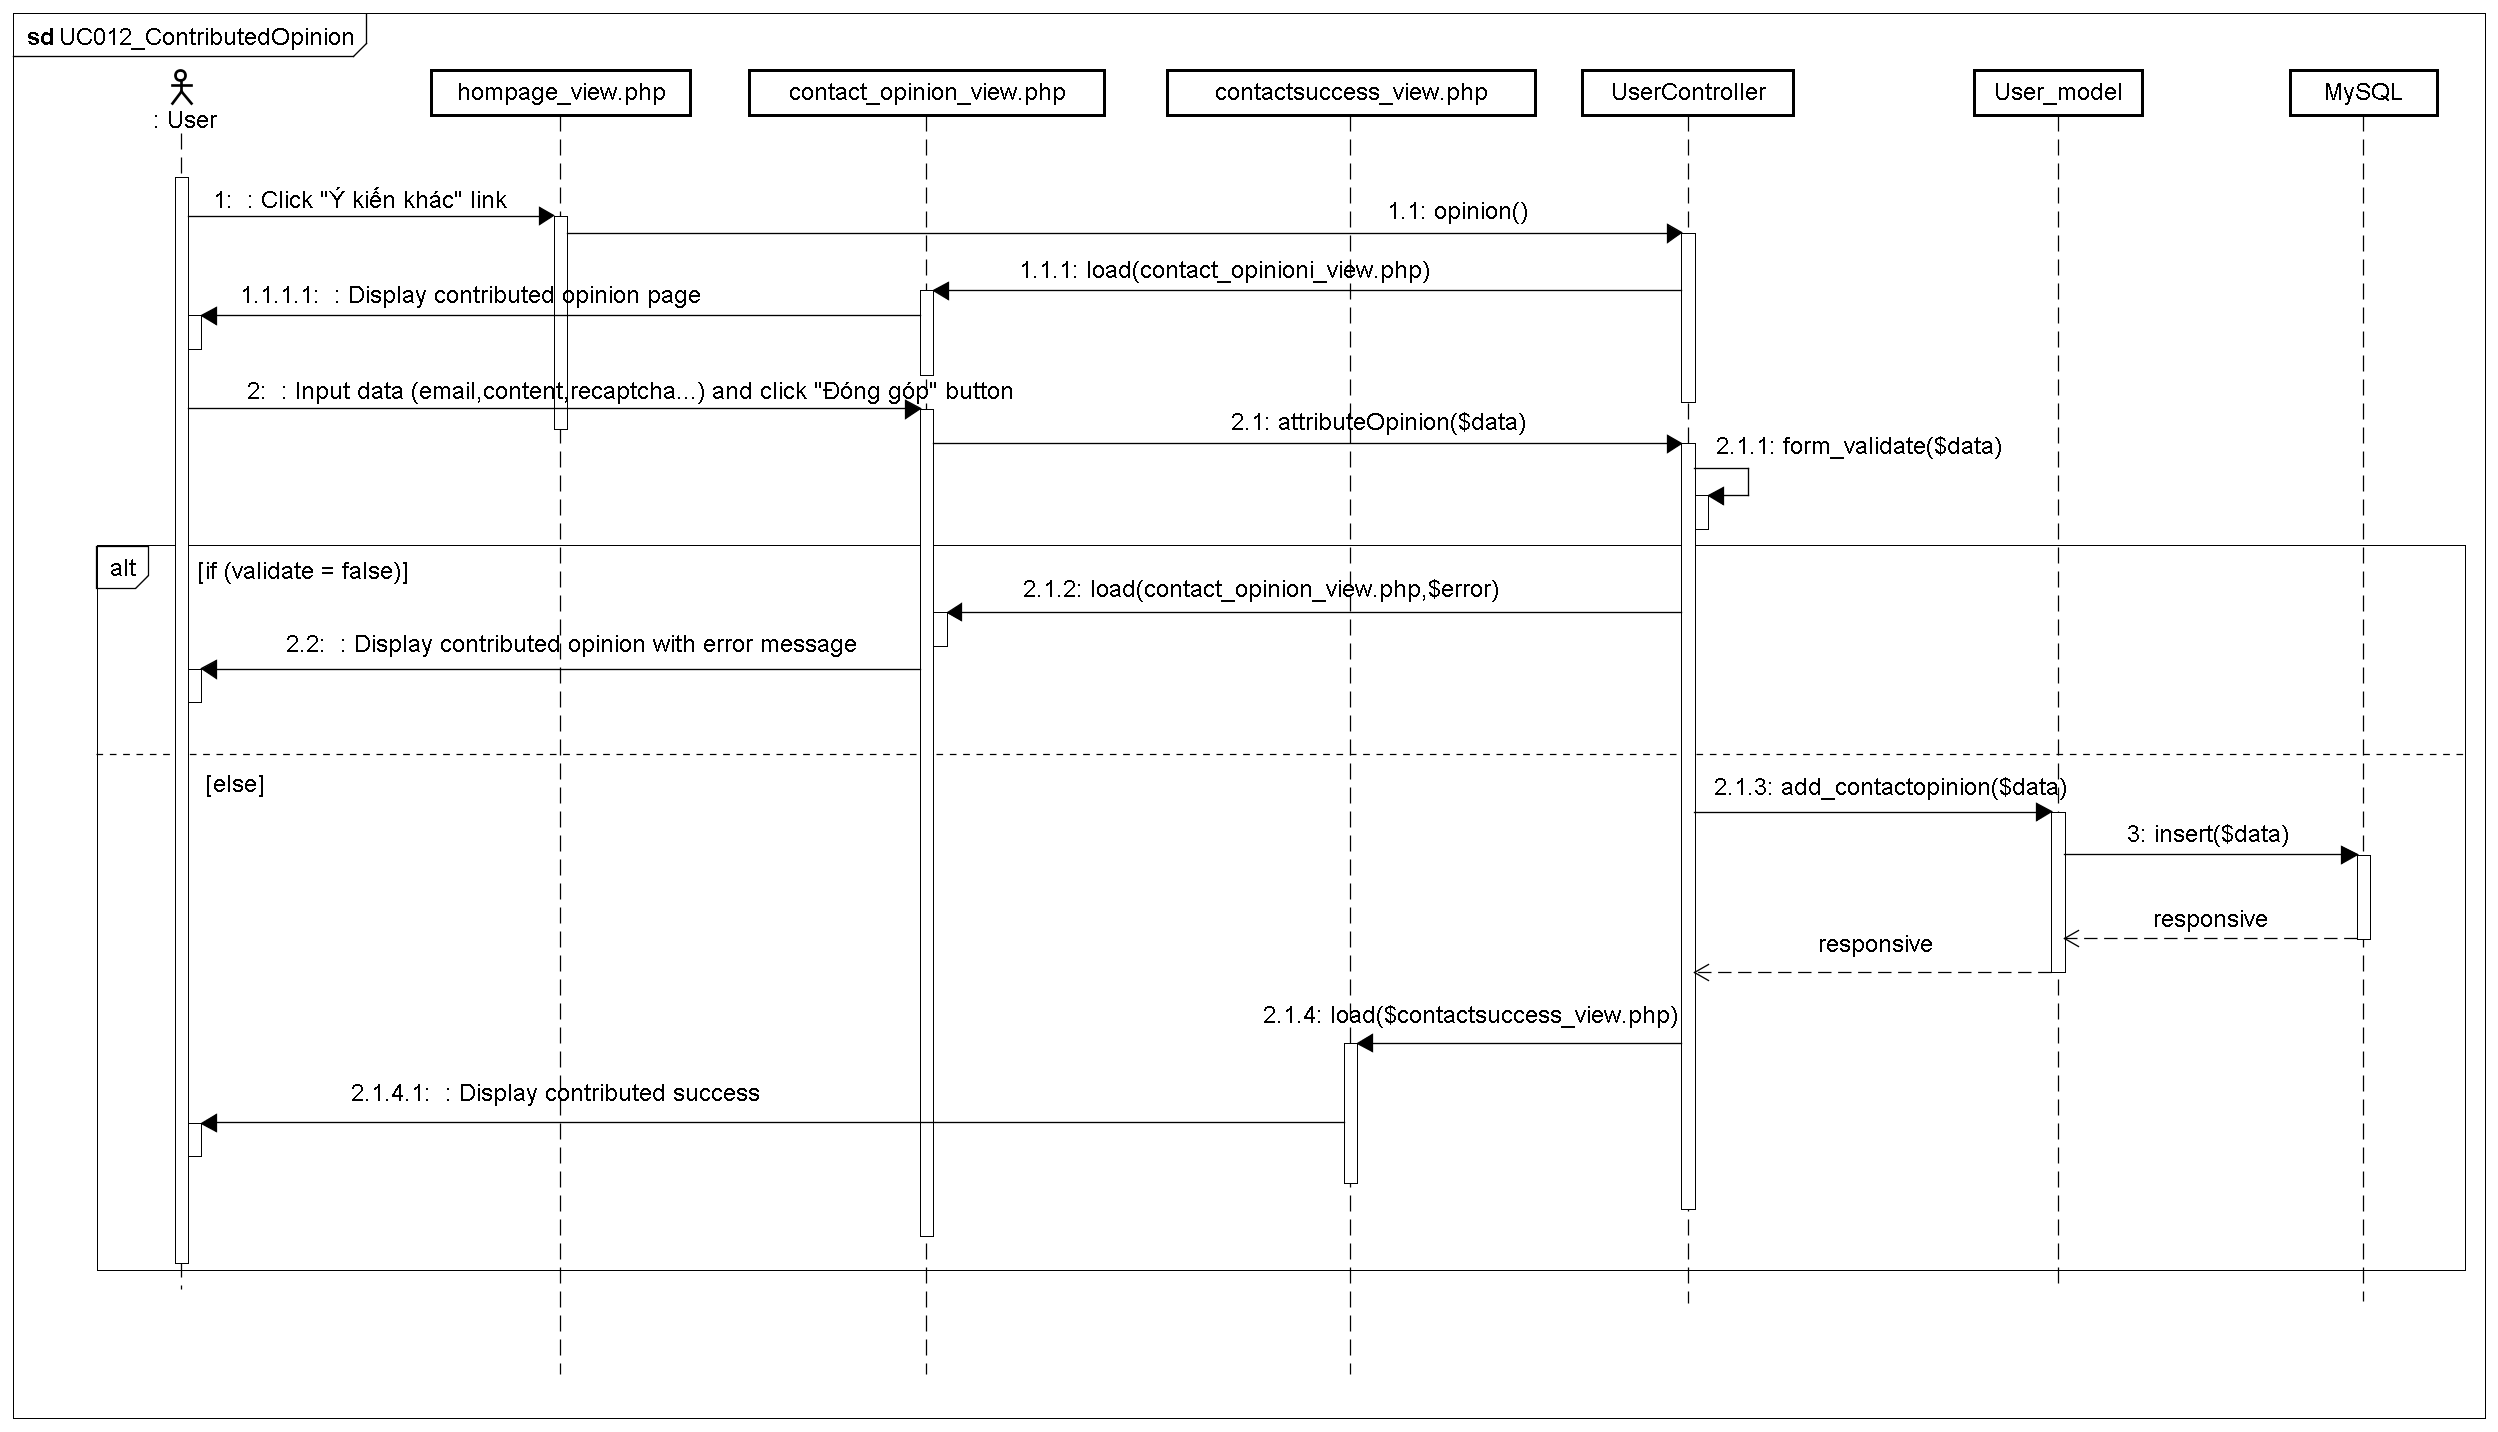 sd UC012_ContributedOpinion
: User
hompage_view.php
contact_opinion_view.php
contactsuccess_view.php
UserController
User_model
MySQL
1:  : Click "Ý kiến khác" link
1.1: opinion()
1.1.1: load(contact_opinioni_view.php)
1.1.1.1:  : Display contributed opinion page
2:  : Input data (email,content,recaptcha...) and click "Đóng góp" button
2.1: attributeOpinion($data)
2.1.1: form_validate($data)
alt
[if (validate = false)]
2.1.2: load(contact_opinion_view.php,$error)
2.2:  : Display contributed opinion with error message
[else]
2.1.3: add_contactopinion($data)
3: insert($data)
responsive
responsive
2.1.4: load($contactsuccess_view.php)
2.1.4.1:  : Display contributed success